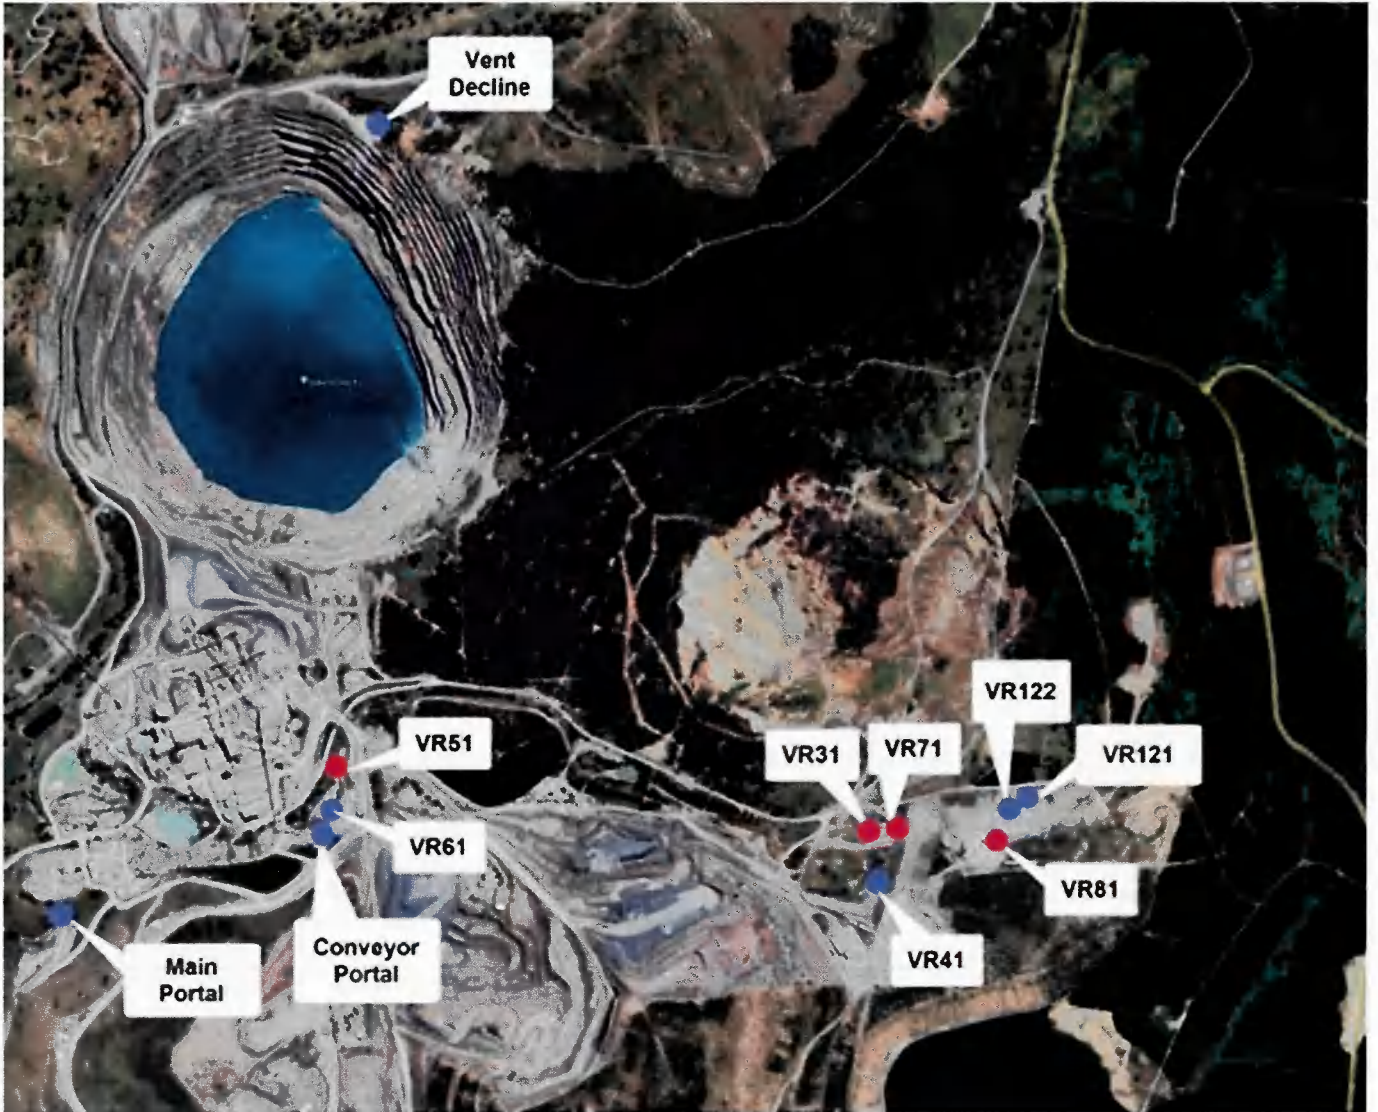 Vent
Decline
VR122
VR51
VR31
VR71
VR121
VR61
VR81
Conveyor
Portal
VR41
Main
Portal